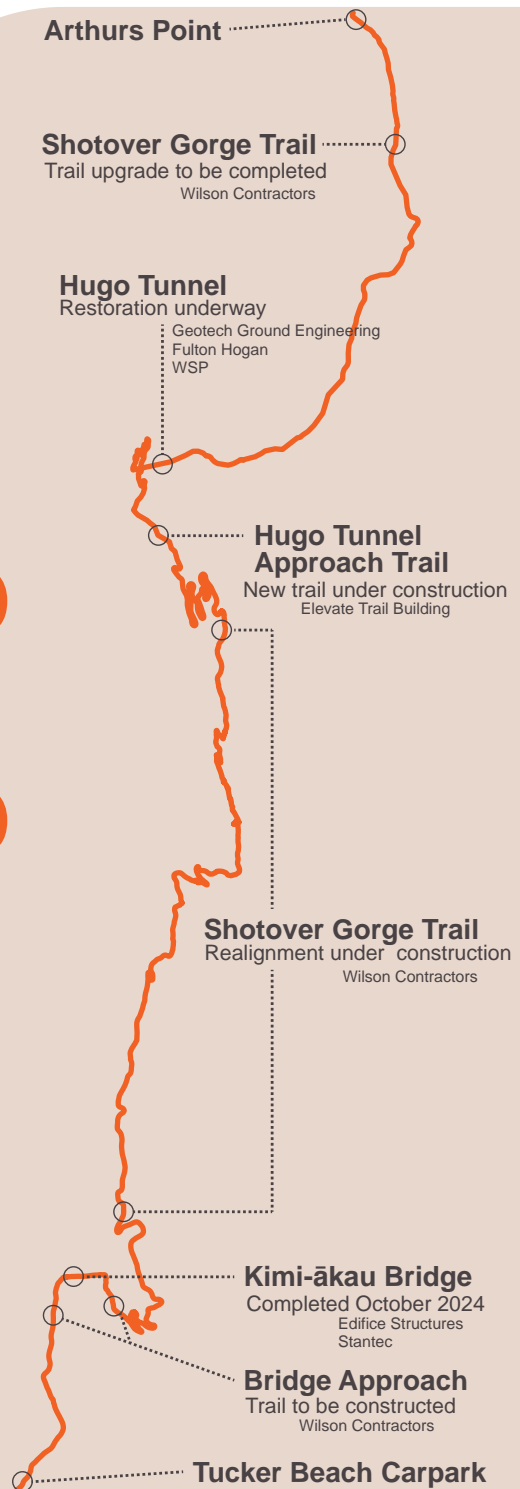 Arthurs Point
Shotover Gorge Trail
Trail upgrade to be completed
Wilson Contractors
Hugo Tunnel
Restoration underway
Geotech Ground Engineering
Fulton Hogan
WSP
Hugo Tunnel
Approach Trail
New trail under construction
Elevate Trail Building
Shotover Gorge Trail
Realignment under construction
Wilson Contractors
Kimi-ākau Bridge
Completed October 2024
Edifice Structures
Stantec
Bridge Approach
Trail to be constructed
Wilson Contractors
Tucker Beach Carpark